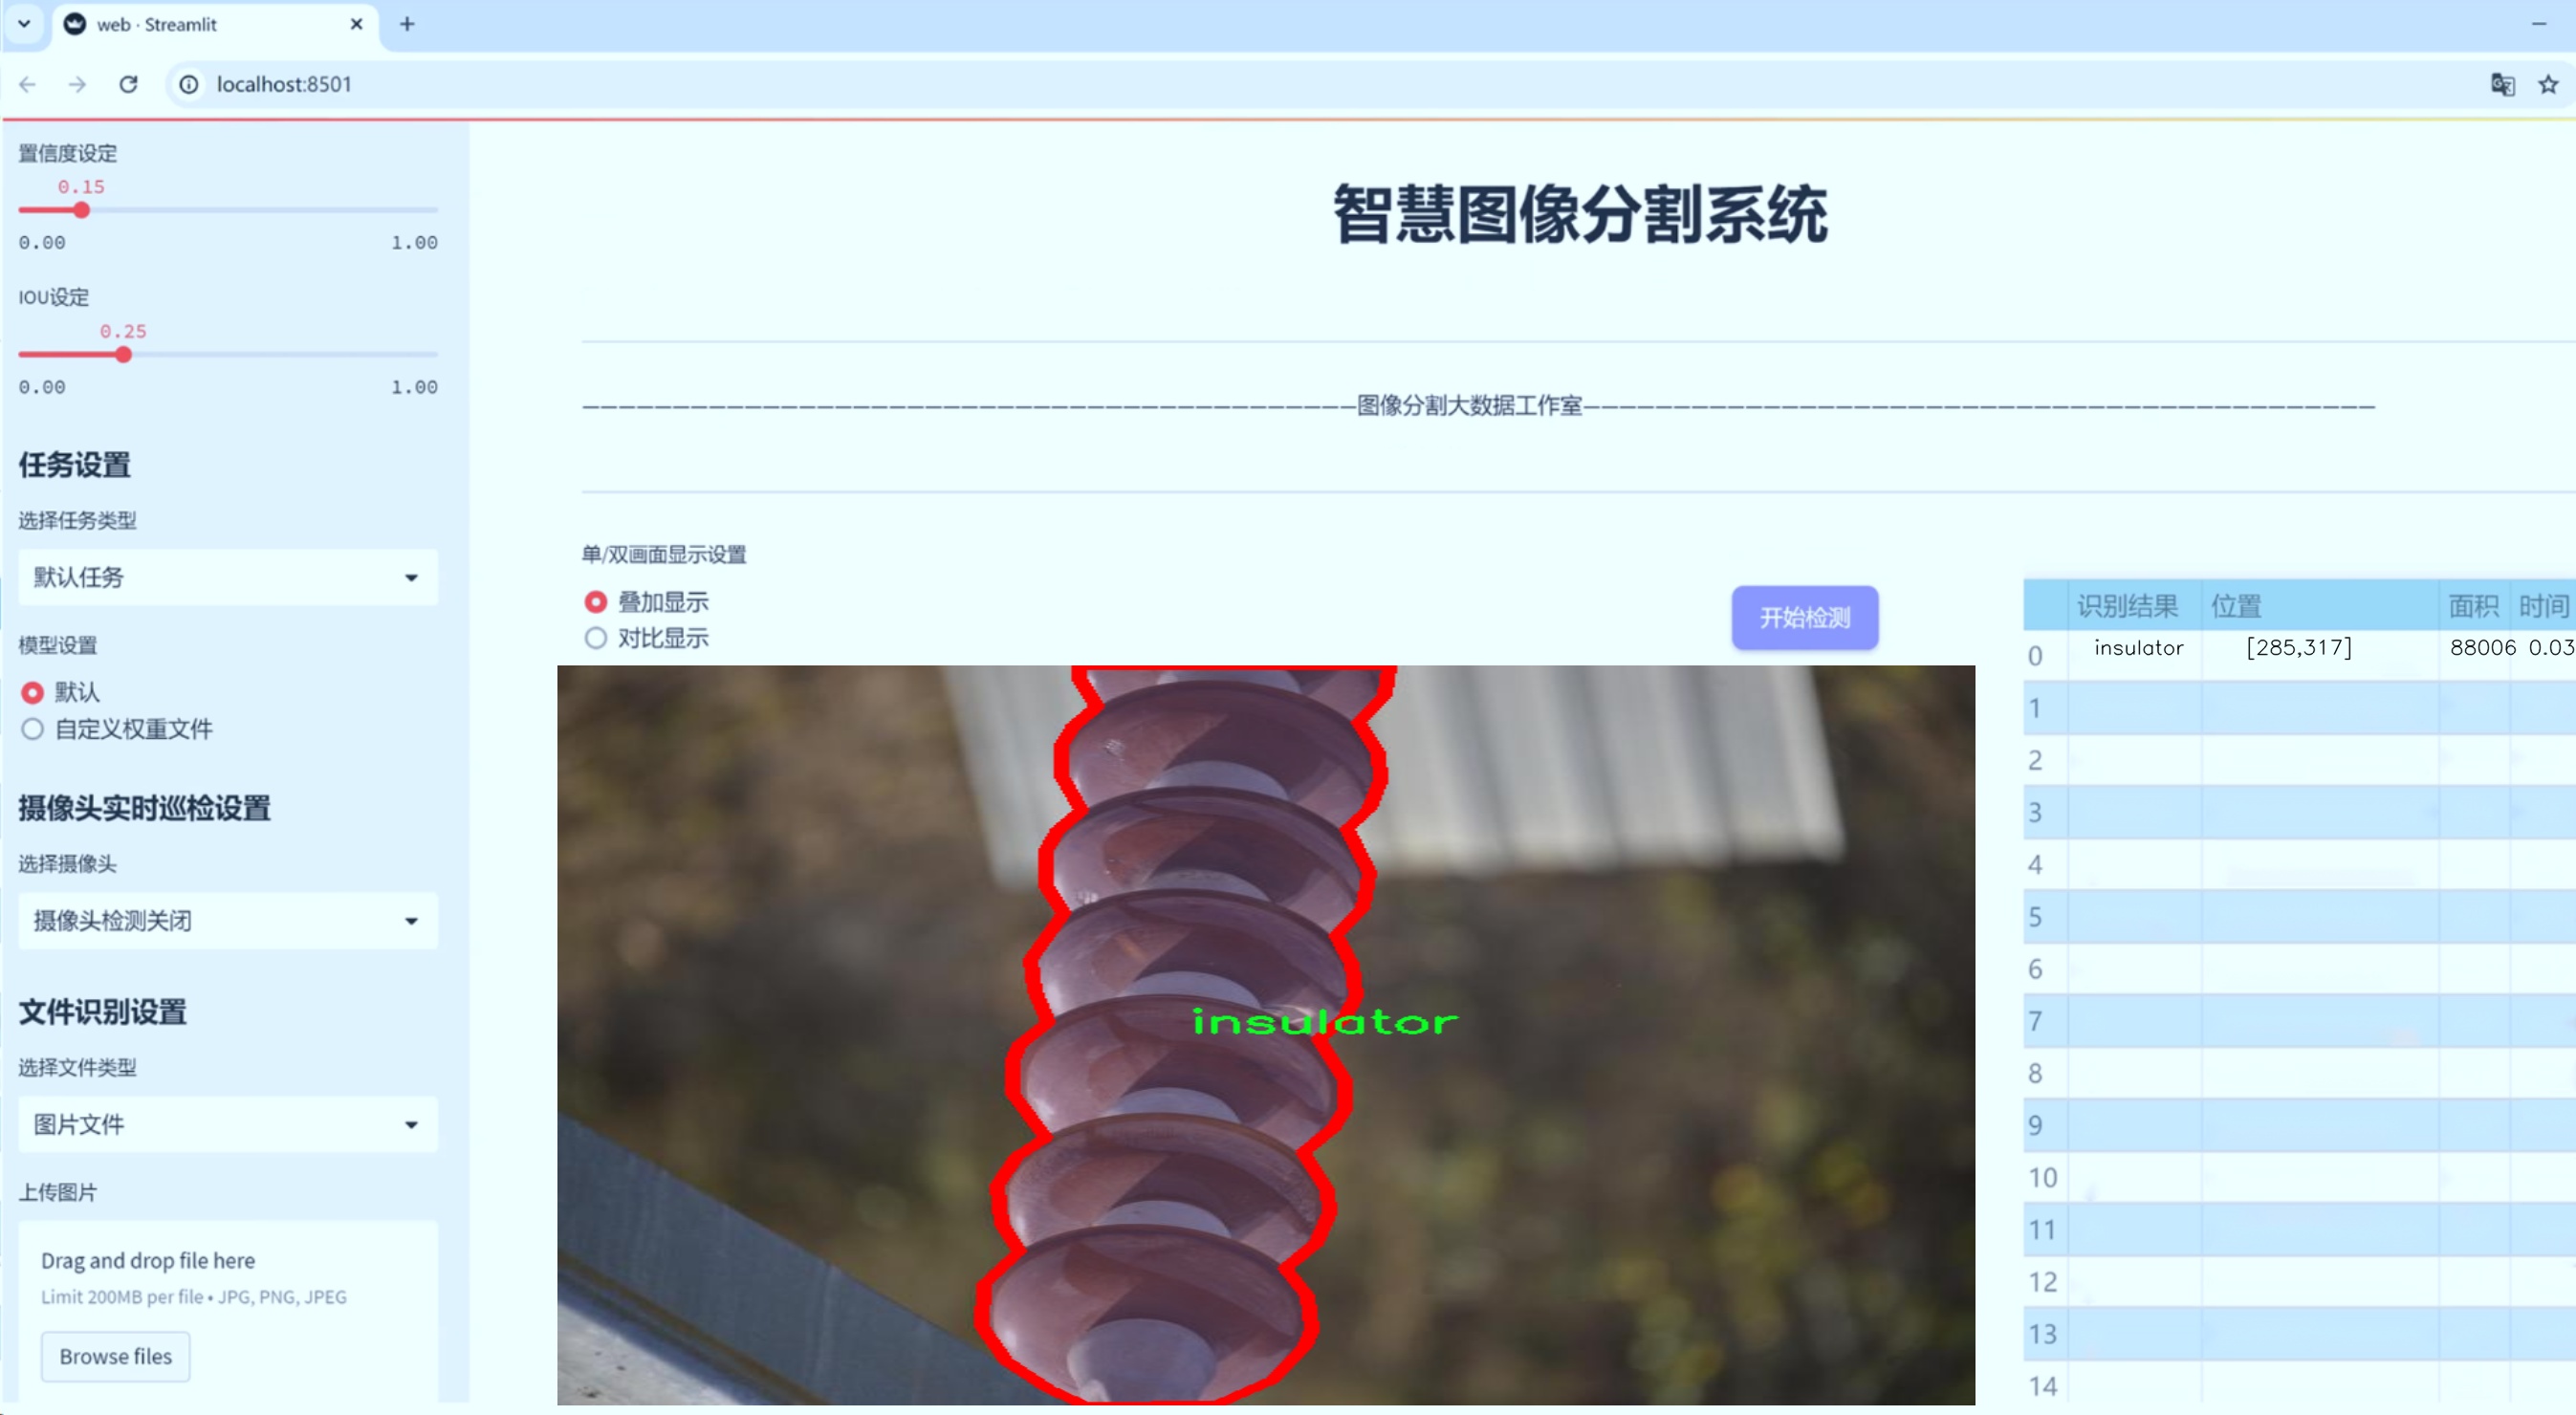 web · Streamlit
localhost:8501
置信度设定
0.15
0.00 1.00
IOU设定
0.25
0.00 1.00
任务设置
选择任务类型
默认任务
模型设置
默认
自定义权重文件
摄像头实时巡检设置
选择摄像头
摄像头检测关闭
文件识别设置
选择文件类型
图片文件
上传图片
Drag and drop file here
Limit 200MB per file • JPG, PNG, JPEG
Browse files
智慧图像分割系统
图像分割大数据工作室
单/双画面显示设置
叠加显示
对比显示
开始检测
insulator
识别结果 位置 面积 时间
0 insulator [285,317] 88006 0.03
1
2
3
4
5
6
7
8
9
10
11
12
13
14